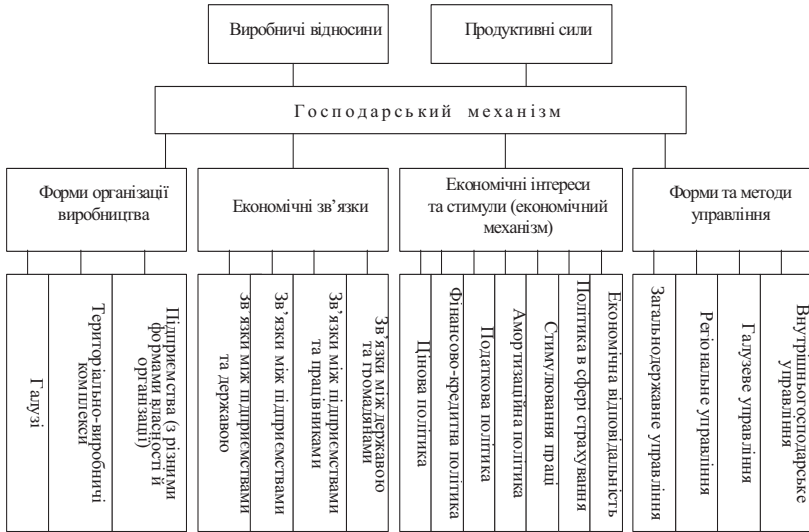 Виробничі відносини
Продуктивні сили
Господарський механізм
Форми організації
виробництва
Економічні зв’язки
Економічні інтереси
та стимули (економічний
механізм)
Форми та методи
управління
Галузі
Територіально-виробничі
комплекси
Підприємства (з різними
формами власності й
організації)
Зв’язки між підприємствами
та державою
Зв’язки між підприємствами
Зв’язки між підприємствами
та працівниками
Зв’язки між державою
та громадянами
Цінова політика
Фінансово-кредитна політика
Податкова політика
Амортизаційна політика
Стимулювання праці
Політика в сфері страхування
Економічна відповідальність
Загальнодержавне управління
Регіональне управління
Галузеве управління
Внутрішньогосподарське
управління